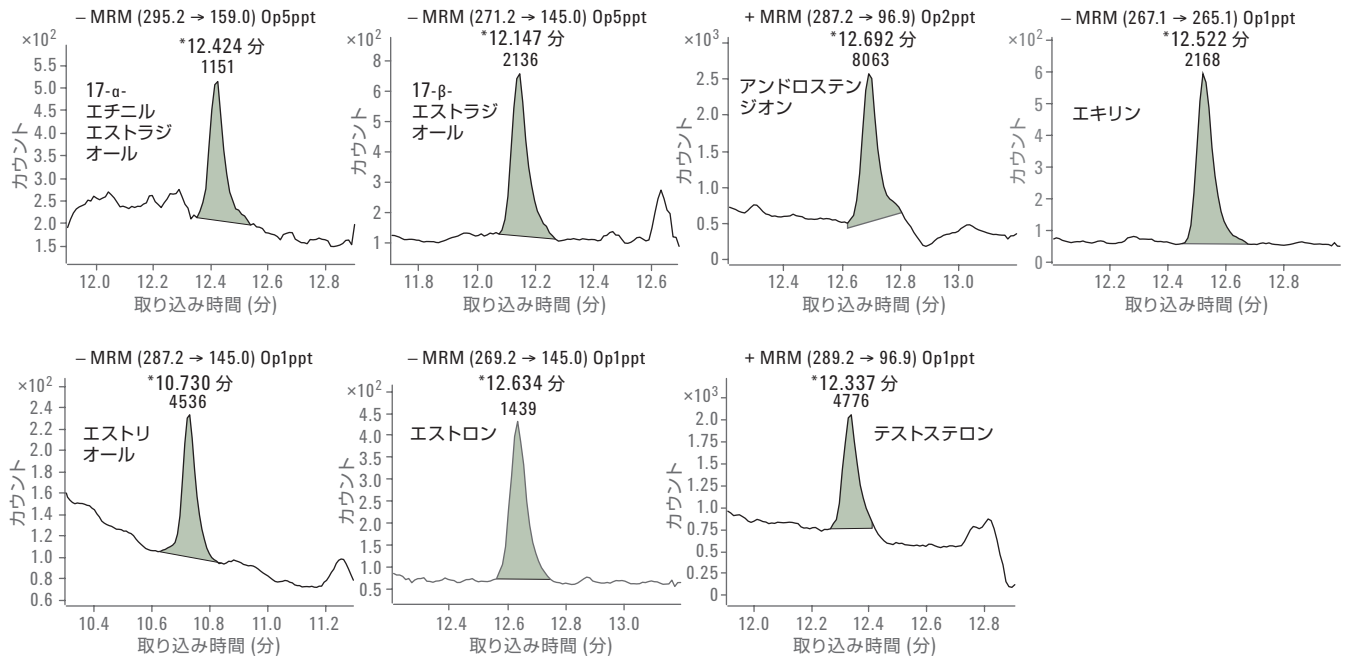 – MRM (295.2 → 159.0) Op5ppt
×10²
*12.424 分
1151
17-α-
エチニル
エストラジ
オール
カウント
5.5
5.0
4.5
4.0
3.5
3.0
2.5
2.0
1.5
12.0 12.2 12.4 12.6 12.8
取り込み時間 (分)
– MRM (271.2 → 145.0) Op5ppt
×10²
*12.147 分
2136
17-β-
エストラジ
オール
カウント
8
6
4
3
2
1
11.8 12.0 12.2 12.4 12.6
取り込み時間 (分)
+ MRM (287.2 → 96.9) Op2ppt
×10³
*12.692 分
8063
アンドロステン
ジオン
カウント
2.5
2.0
1.5
1.0
0.5
0
12.4 12.6 12.8 13.0
取り込み時間 (分)
– MRM (267.1 → 265.1) Op1ppt
×10²
*12.522 分
2168
エキリン
カウント
6
5
4
3
2
1
0
12.2 12.4 12.6 12.8
取り込み時間 (分)
– MRM (287.2 → 145.0) Op1ppt
×10²
*10.730 分
4536
エストリ
オール
カウント
2.4
2.2
2.0
1.8
1.6
1.4
1.2
1.0
0.8
0.6
10.4 10.6 10.8 11.0 11.2
取り込み時間 (分)
– MRM (269.2 → 145.0) Op1ppt
×10²
*12.634 分
1439
エストロン
カウント
4.5
4.0
3.5
3.0
2.0
1.5
1.0
0.5
12.4 12.6 12.8 13.0
取り込み時間 (分)
+ MRM (289.2 → 96.9) Op1ppt
×10³
*12.337 分
4776
テストステロン
カウント
2.0
1.75
1.5
1.25
1.0
0.75
0.5
0.25
0
12.0 12.2 12.4 12.6 12.8
取り込み時間 (分)